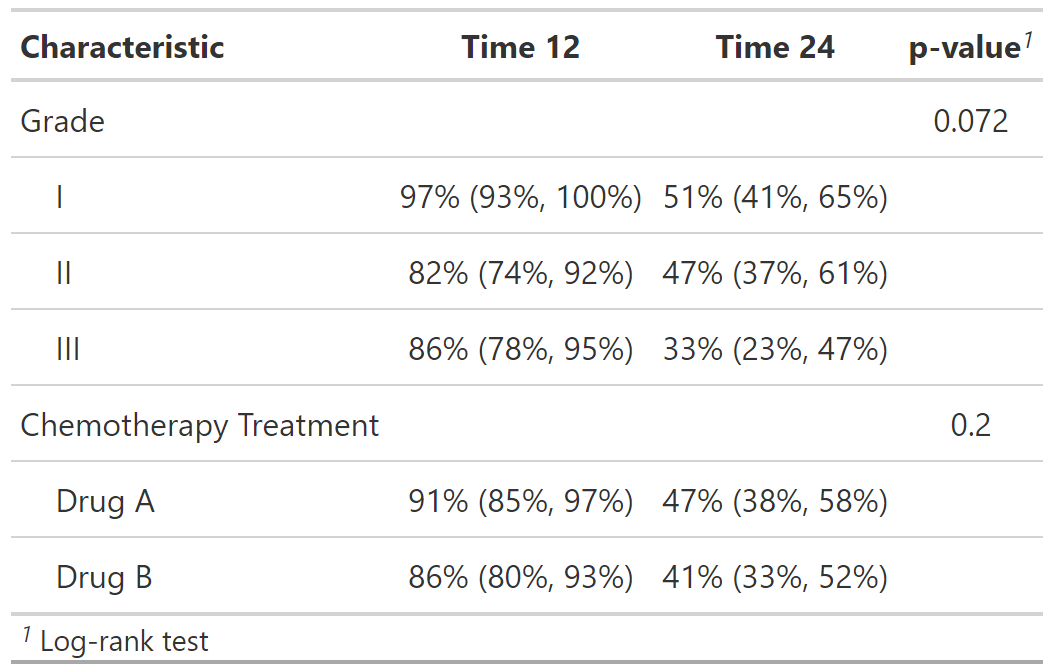 Characteristic Time 12 Time 24 p-value1
Grade 0.072
I 97% (93%, 100%) 51% (41%, 65%)
II 82% (74%, 92%) 47% (37%, 61%)
III 86% (78%, 95%) 33% (23%, 47%)
Chemotherapy Treatment 0.2
Drug A 91% (85%, 97%) 47% (38%, 58%)
Drug B 86% (80%, 93%) 41% (33%, 52%)
1 Log-rank test